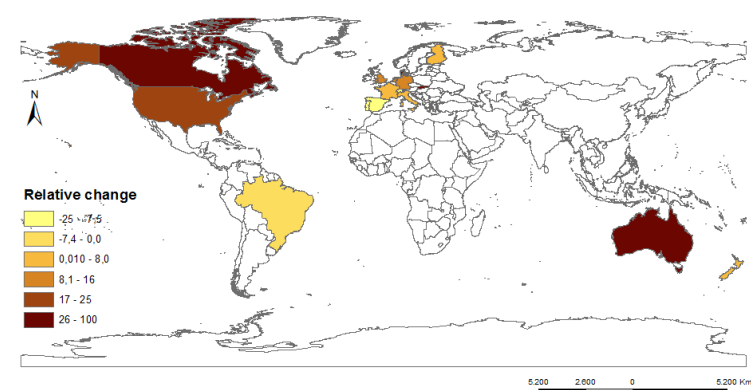 N
Relative change
-25 - -7,5
-7,4 - 0,0
0,010 - 8,0
8,1 - 16
17 - 25
26 - 100
5.200 2.600 0 5.200 Km